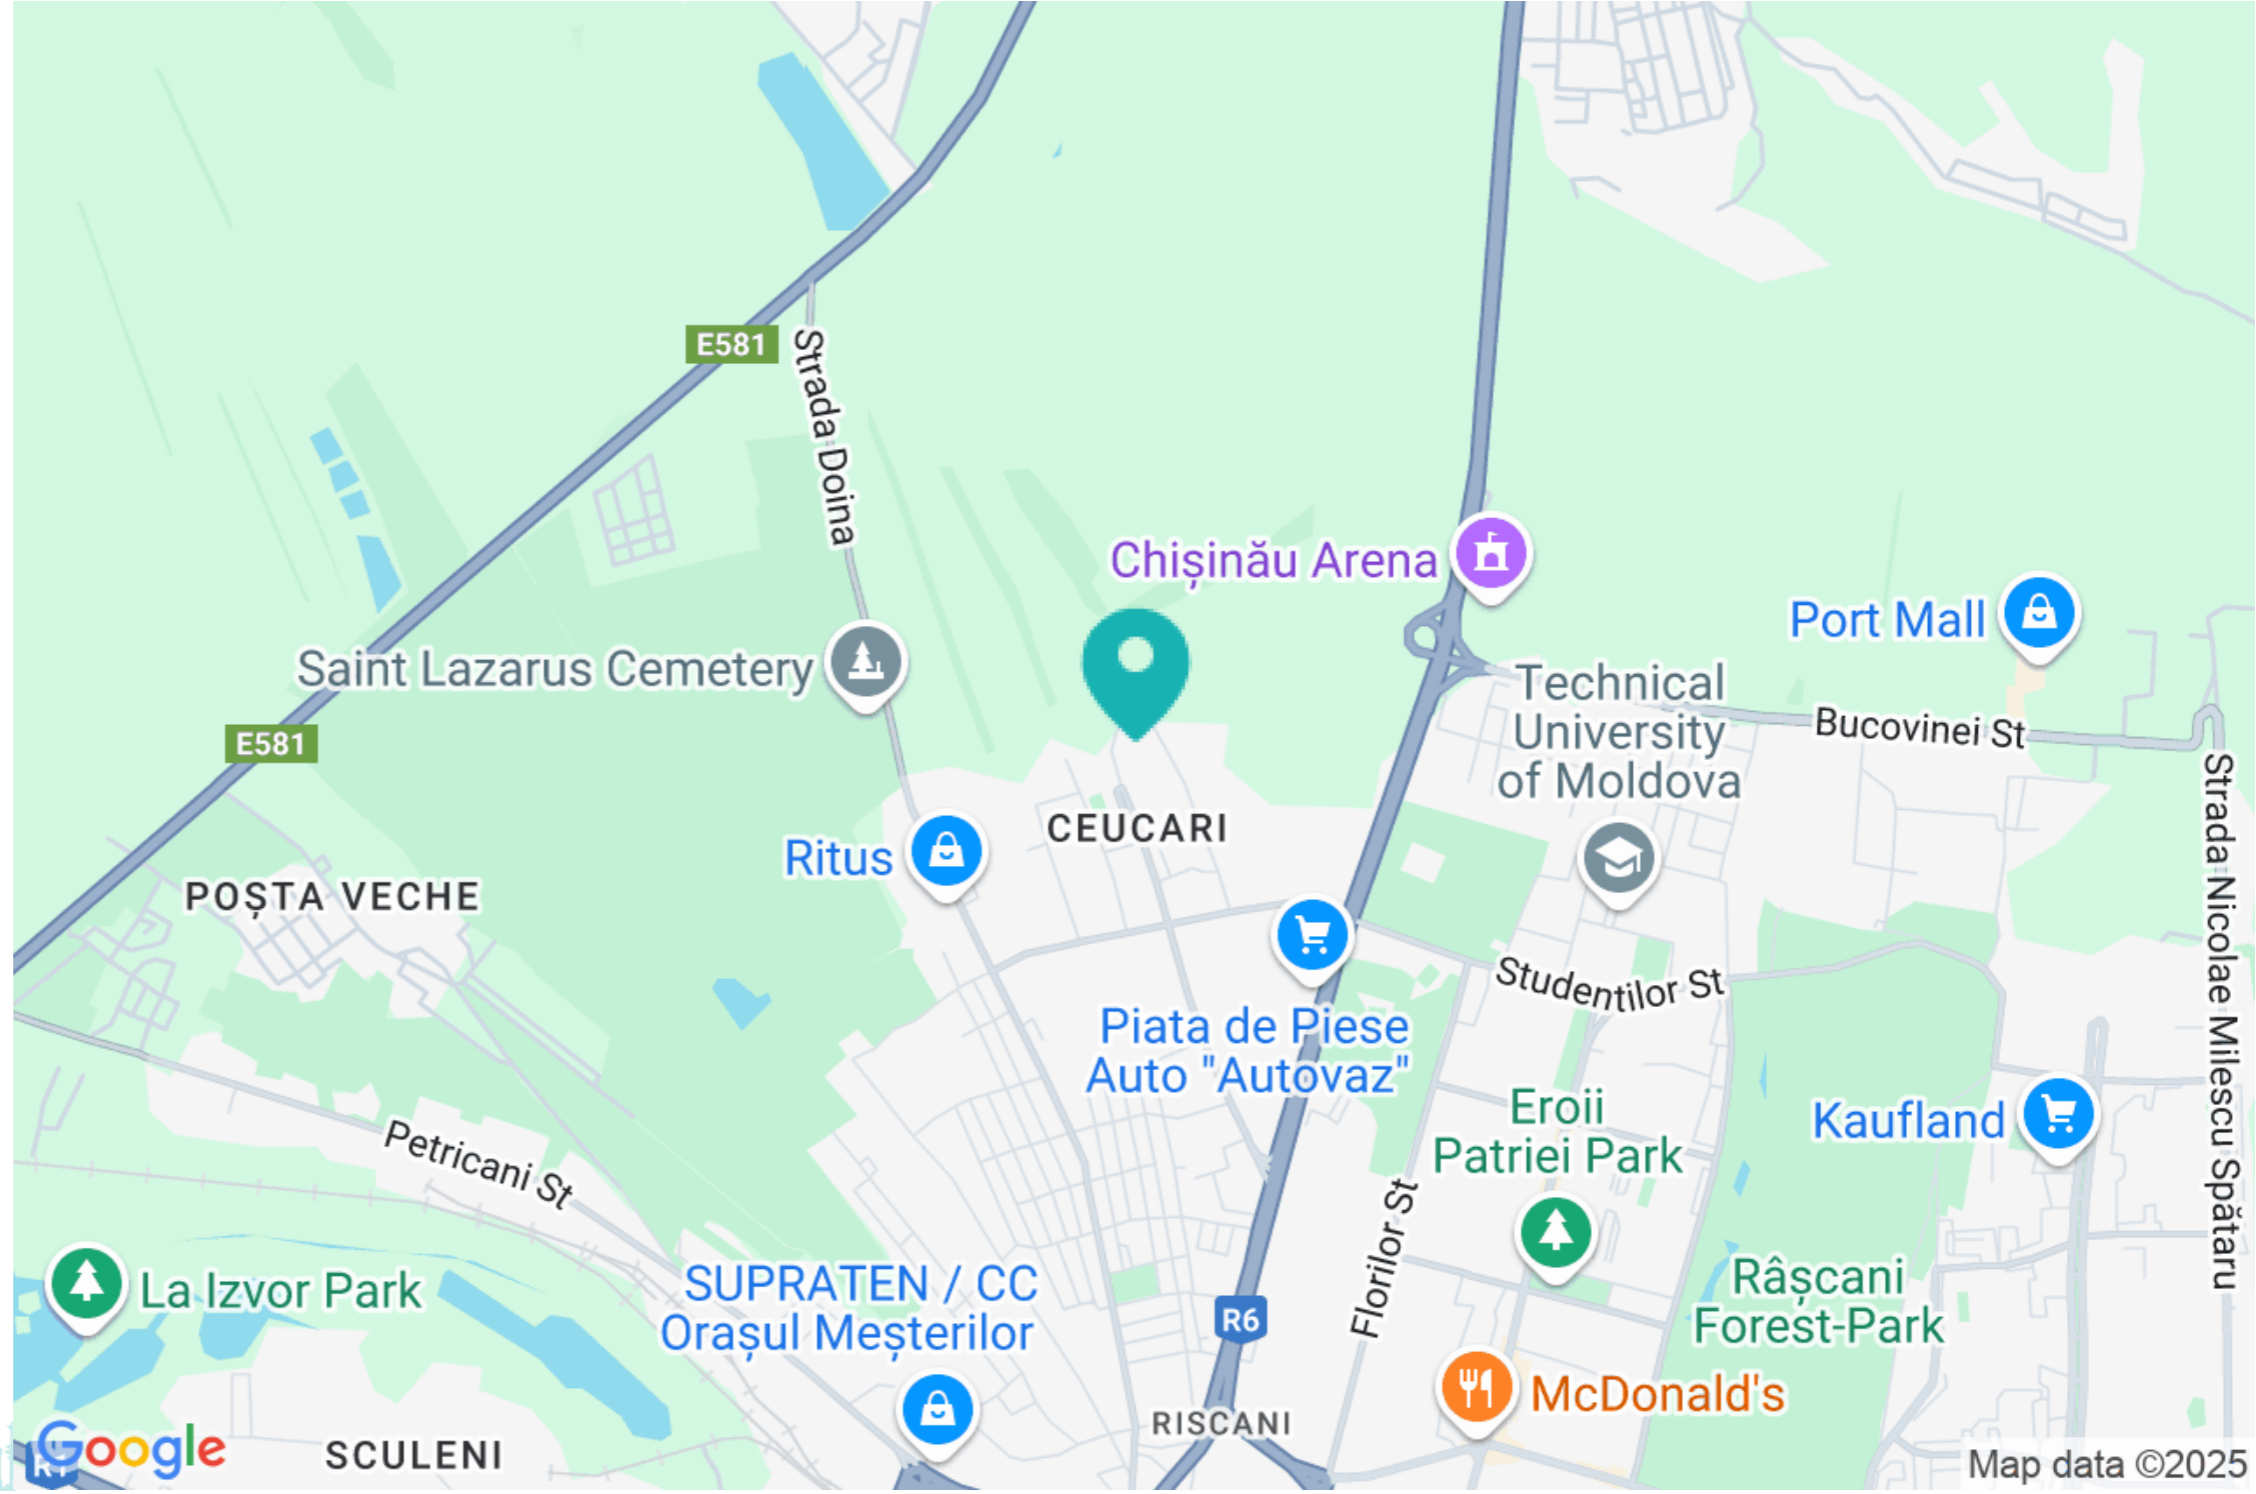 E581
Strada Doina
Chișinău Arena
Port Mall
Saint Lazarus Cemetery
Technical
University
of Moldova
Bucovinei St
E581
Strada Nicolae Milescu Spătaru
CEUCARI
Ritus
POȘTA VECHE
Studentilor St
Piata de Piese
Auto "Autovaz"
Eroii
Patriei Park
Kaufland
Petricani St
Florilor St
La Izvor Park
SUPRATEN / CC
Orașul Meșterilor
Râșcani
Forest-Park
R6
McDonald's
RISCANI
Google
SCULENI
Map data ©2025